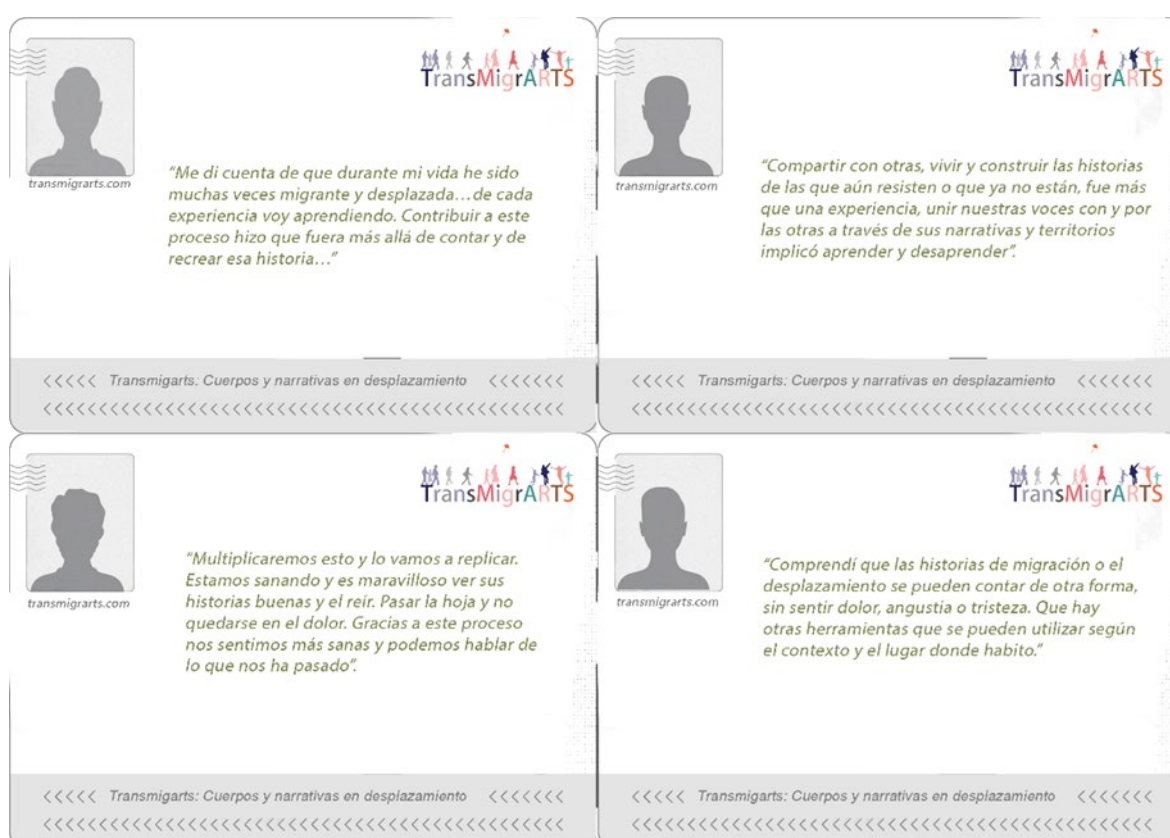 TransMigrARTS
transmigrarts.com
“Me di cuenta de que durante mi vida he sido
muchas veces migrante y desplazada...de cada
experiencia voy aprendiendo. Contribuir a este
proceso hizo que fuera más allá de contar y de
recrear esa historia...”
<<<<< Transmigarts: Cuerpos y narrativas en desplazamiento <<<<<<<
TransMigrARTS
transmigrarts.com
“Compartir con otras, vivir y construir las historias
de las que aún resisten o que ya no están, fue más
que una experiencia, unir nuestras voces con y por
las otras a través de sus narrativas y territorios
implicó aprender y desaprender”.
<<<<< Transmigarts: Cuerpos y narrativas en desplazamiento <<<<<<<
TransMigrARTS
transmigrarts.com
“Multiplicaremos esto y lo vamos a replicar.
Estamos sanando y es maravilloso ver sus
historias buenas y el reír. Pasar la hoja y no
quedarse en el dolor. Gracias a este proceso
nos sentimos más sanas y podemos hablar de
lo que nos ha pasado”.
<<<<< Transmigarts: Cuerpos y narrativas en desplazamiento <<<<<<<
TransMigrARTS
transmigrarts.com
“Comprendí que las historias de migración o el
desplazamiento se pueden contar de otra forma,
sin sentir dolor, angustia o tristeza. Que hay
otras herramientas que se pueden utilizar según
el contexto y el lugar donde habito.”
<<<<< Transmigarts: Cuerpos y narrativas en desplazamiento <<<<<<<